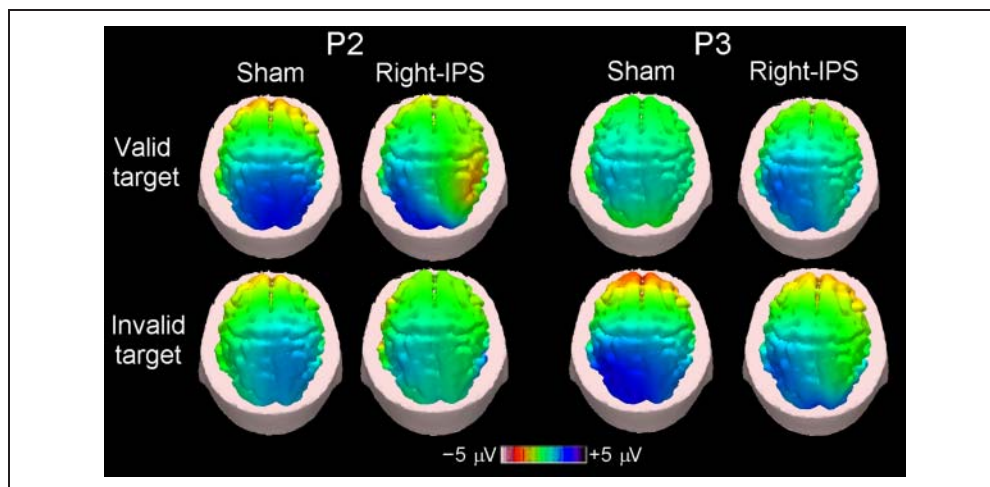 P2 P3
Sham Right-IPS Sham Right-IPS
Valid
target
Invalid
target
−5 µV +5 µV